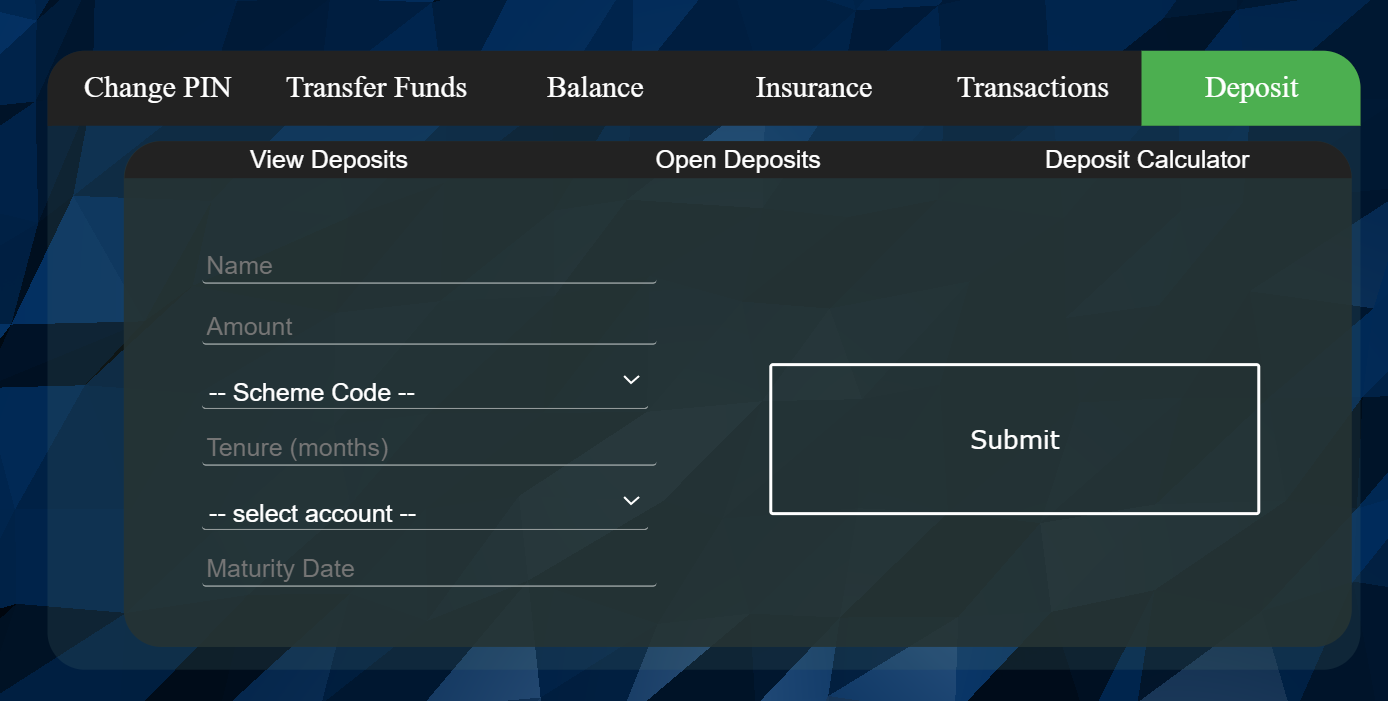 Change PIN Transfer Funds Balance Insurance Transactions Deposit
View Deposits Open Deposits Deposit Calculator
Name
Amount
-- Scheme Code --
Tenure (months)
-- select account --
Maturity Date
Submit